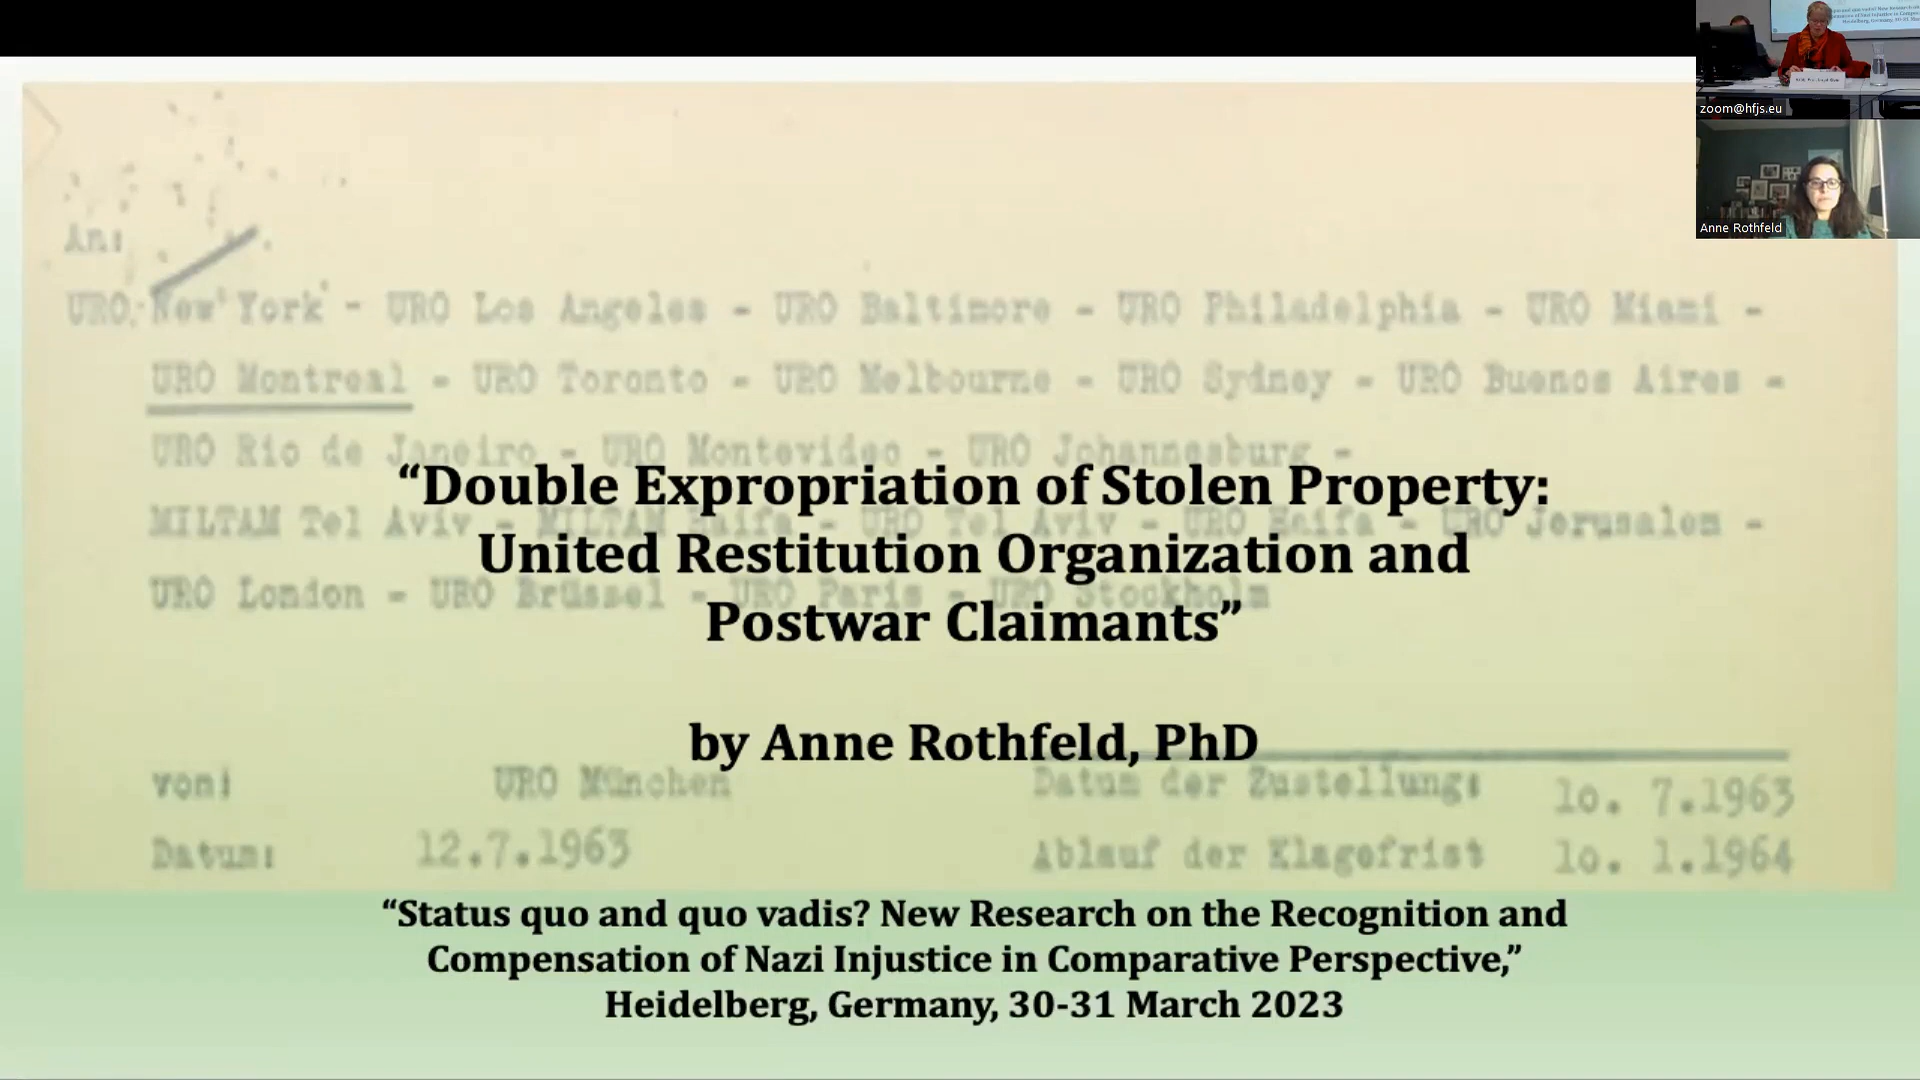 zoom@hfjs.eu
Anne Rothfeld
An:
URO New York - URO Los Angeles - URO Baltimore - URO Philadelphia - URO Miami -
URO Montreal - URO Toronto - URO Melbourne - URO Sydney - URO Buenos Aires -
URO Rio de Janeiro - URO Montevideo - URO Johannesburg -
“Double Expropriation of Stolen Property:
MILTAM Tel Aviv - MILTAM Haifa - URO Tel Aviv - URO Haifa - URO Jerusalem -
United Restitution Organization and
URO London - URO Brüssel - URO Paris - URO Stockholm
Postwar Claimants”
by Anne Rothfeld, PhD
von: URO München Datum der Zustellung: lo. 7.1963
Datum: 12.7.1963 Ablauf der Klagefrist lo. 1.1964
“Status quo and quo vadis? New Research on the Recognition and
Compensation of Nazi Injustice in Comparative Perspective,”
Heidelberg, Germany, 30-31 March 2023